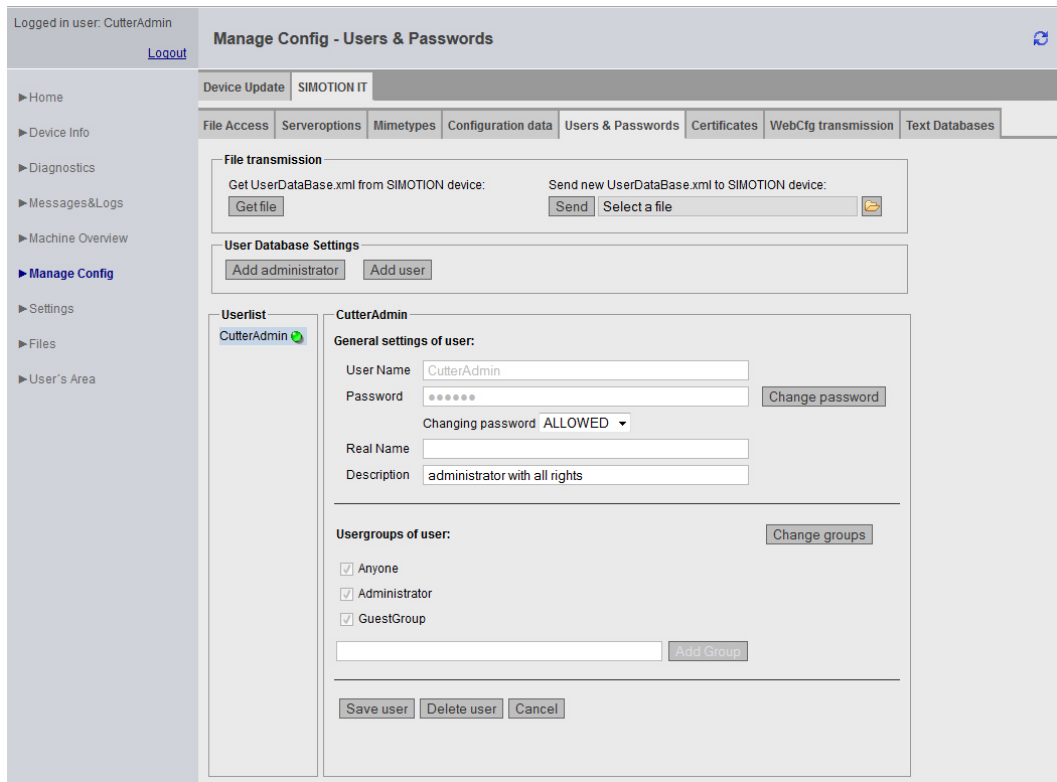 Logged in user: CutterAdmin
Logout
Manage Config - Users & Passwords
Device Update SIMOTION IT
►Home
►Device Info
►Diagnostics
►Messages&Logs
►Machine Overview
►Manage Config
►Settings
►Files
►User's Area
File Access Serveroptions Mimetypes Configuration data Users & Passwords Certificates WebCfg transmission Text Databases
File transmission
Get UserDataBase.xml from SIMOTION device: Send new UserDataBase.xml to SIMOTION device:
Get file Send Select a file
User Database Settings
Add administrator Add user
Userlist
CutterAdmin
CutterAdmin
General settings of user:
User Name CutterAdmin
Password ●●●●●● Change password
Changing password ALLOWED
Real Name
Description administrator with all rights
Usergroups of user: Change groups
Anyone
Administrator
GuestGroup
Add Group
Save user Delete user Cancel